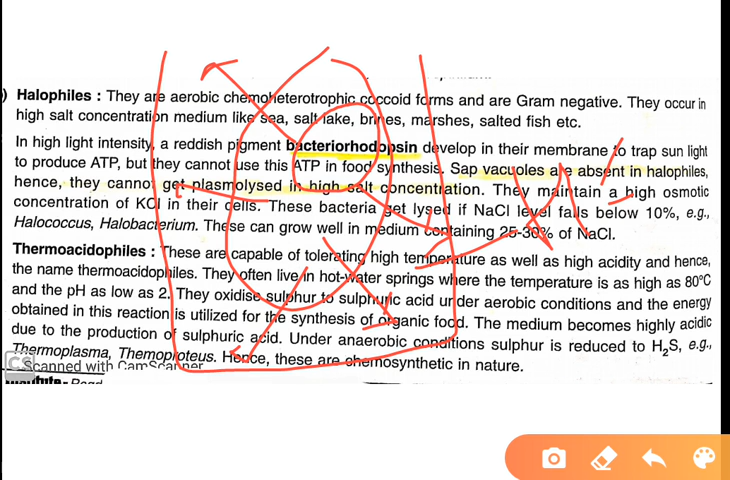 ) Halophiles : They are aerobic chemoheterotrophic coccoid forms and are Gram negative. They occur in
high salt concentration medium like sea, salt lake, brines, marshes, salted fish etc.
In high light intensity, a reddish pigment bacteriorhodopsin develop in their membrane to trap sun light
to produce ATP, but they cannot use this ATP in food synthesis. Sap vacuoles are absent in halophiles,
hence, they cannot get plasmolysed in high salt concentration. They maintain a high osmotic
concentration of KCl in their cells. These bacteria get lysed if NaCl level falls below 10%, e.g.,
Halococcus, Halobacterium. These can grow well in medium containing 25-30% of NaCl.
Thermoacidophiles : These are capable of tolerating high temperature as well as high acidity and hence,
the name thermoacidophiles. They often live in hot-water springs where the temperature is as high as 80°C
and the pH as low as 2. They oxidise sulphur to sulphuric acid under aerobic conditions and the energy
obtained in this reaction is utilized for the synthesis of organic food. The medium becomes highly acidic
due to the production of sulphuric acid. Under anaerobic conditions sulphur is reduced to H₂S, e.g.,
Thermoplasma, Themoproteus. Hence, these are chemosynthetic in nature.
CS Scanned with CamScanner